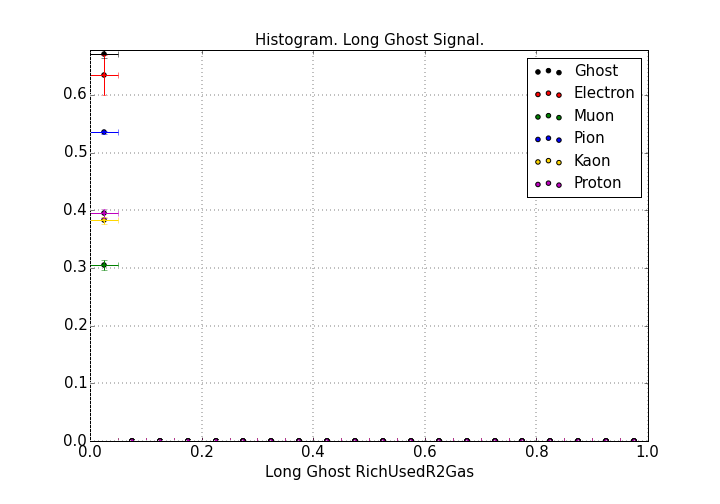 Histogram. Long Ghost Signal.
Ghost
Electron
Muon
Pion
Kaon
Proton
0.6
0.5
0.4
0.3
0.2
0.1
0.0
0.0 0.2 0.4 0.6 0.8 1.0
Long Ghost RichUsedR2Gas